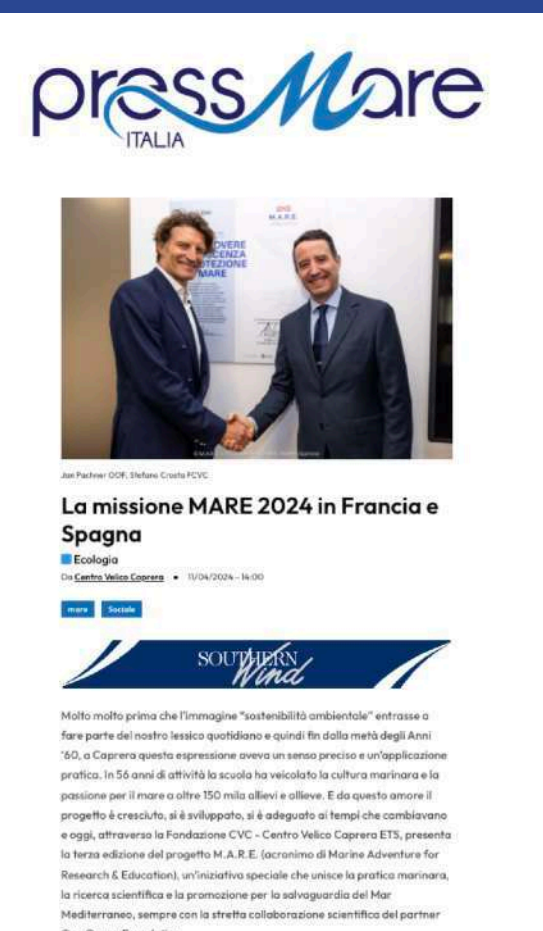 pressMare
ITALIA
M.A.R.E.
OVERE
SCENZA
OTEZIONE
MARE
Jan Pachner OOF, Stefano Crosta FCVC
La missione MARE 2024 in Francia e
Spagna
Ecologia
Da Centro Velico Caprera • 11/04/2024 - 14:00
mare Sociale
SOUTHERN
Wind
Molto molto prima che l'immagine "sostenibilità ambientale" entrasse a
fare parte del nostro lessico quotidiano e quindi fin dalla metà degli Anni
'60, a Caprera questa espressione aveva un senso preciso e un'applicazione
pratica. In 56 anni di attività la scuola ha veicolato la cultura marinara e la
passione per il mare a oltre 150 mila allievi e allieve. E da questo amore il
progetto è cresciuto, si è sviluppato, si è adeguato ai tempi che cambiavano
e oggi, attraverso la Fondazione CVC - Centro Velico Caprera ETS, presenta
la terza edizione del progetto M.A.R.E. (acronimo di Marine Adventure for
Research & Education), un'iniziativa speciale che unisce la pratica marinara,
la ricerca scientifica e la promozione per la salvaguardia del Mar
Mediterraneo, sempre con la stretta collaborazione scientifica del partner